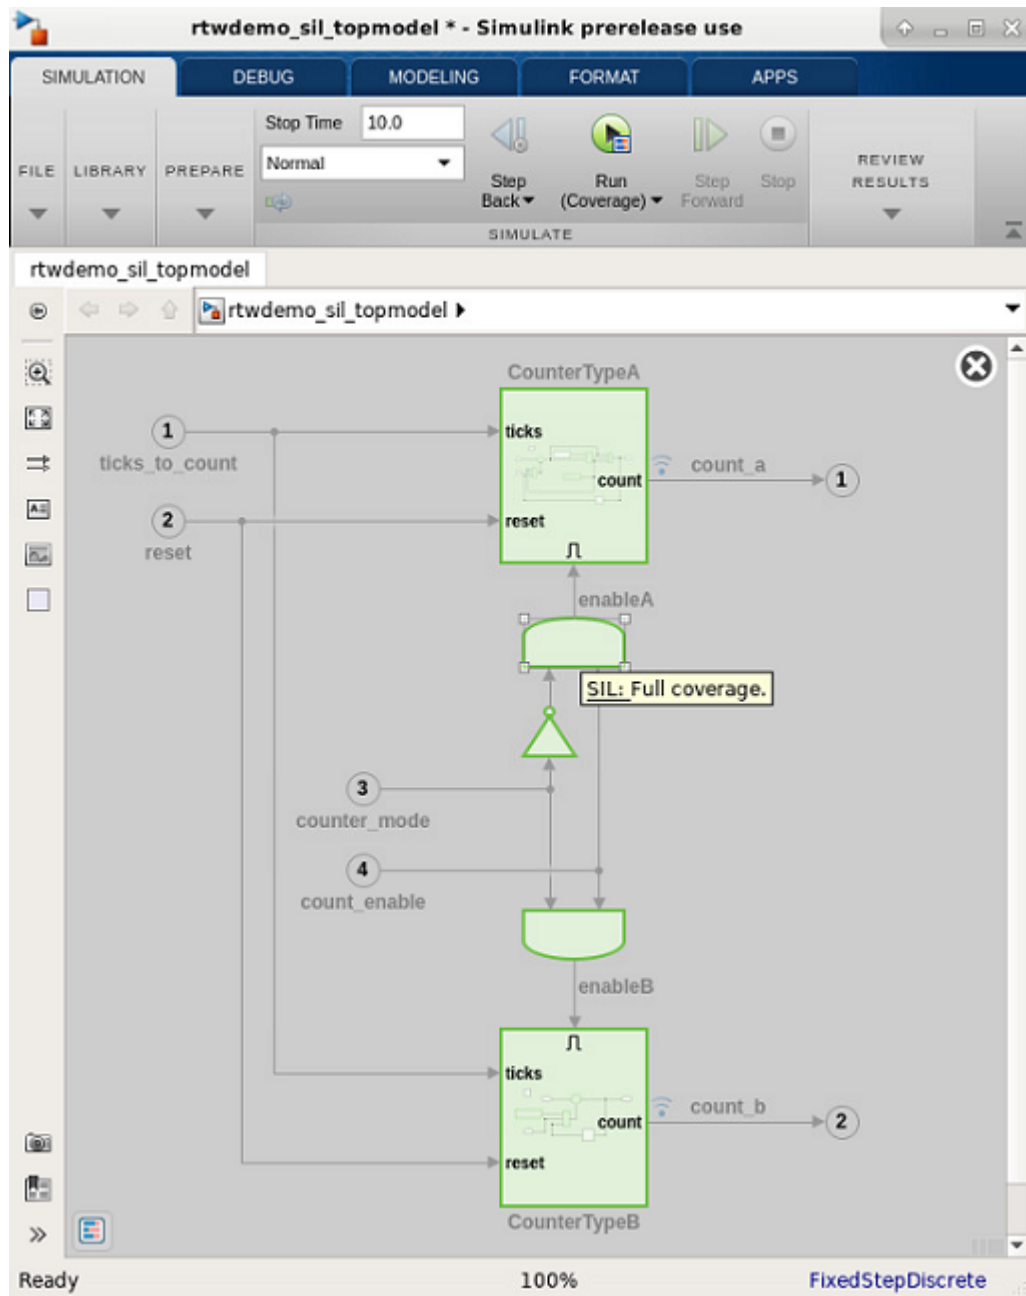 rtwdemo_sil_topmodel * - Simulink prerelease use
SIMULATION DEBUG MODELING FORMAT APPS
FILE
LIBRARY
PREPARE
Stop Time 10.0
Normal
Step
Back
Run
(Coverage)
Step
Forward
Stop
SIMULATE
REVIEW
RESULTS
rtwdemo_sil_topmodel
rtwdemo_sil_topmodel
CounterTypeA
1
ticks_to_count
ticks
count
count_a
1
2
reset
reset
enableA
SIL: Full coverage.
3
counter_mode
4
count_enable
enableB
ticks
count
count_b
2
reset
CounterTypeB
Ready 100% FixedStepDiscrete